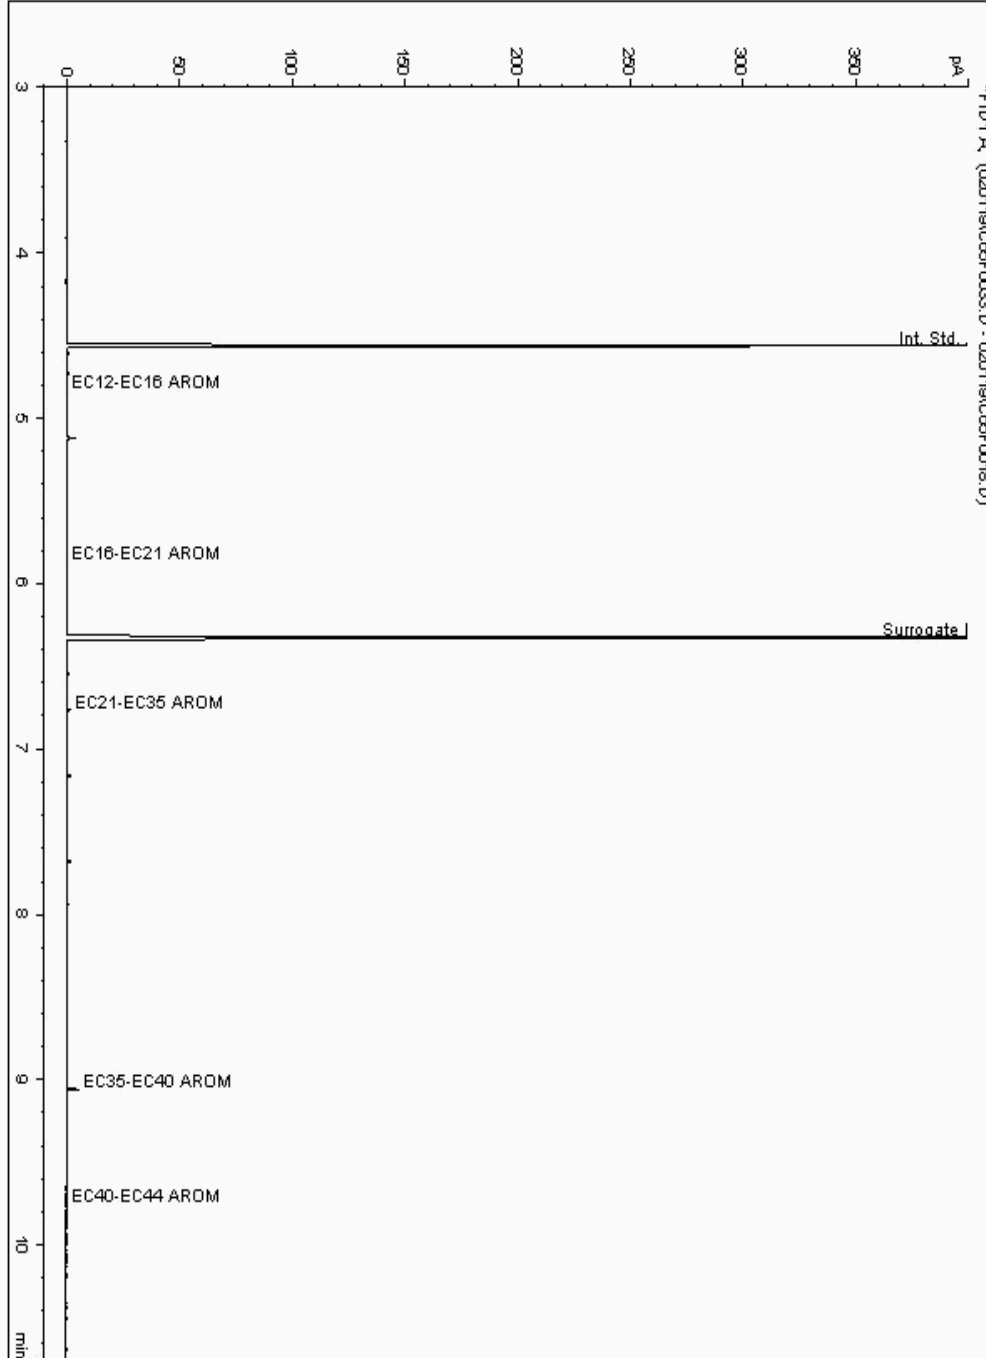 pA
350
300
250
200
150
100
50
0
3
4
Int. Std.
EC12-EC16 AROM
5
EC16-EC21 AROM
6
Surrogate
EC21-EC35 AROM
7
8
9
EC35-EC40 AROM
EC40-EC44 AROM
10
min